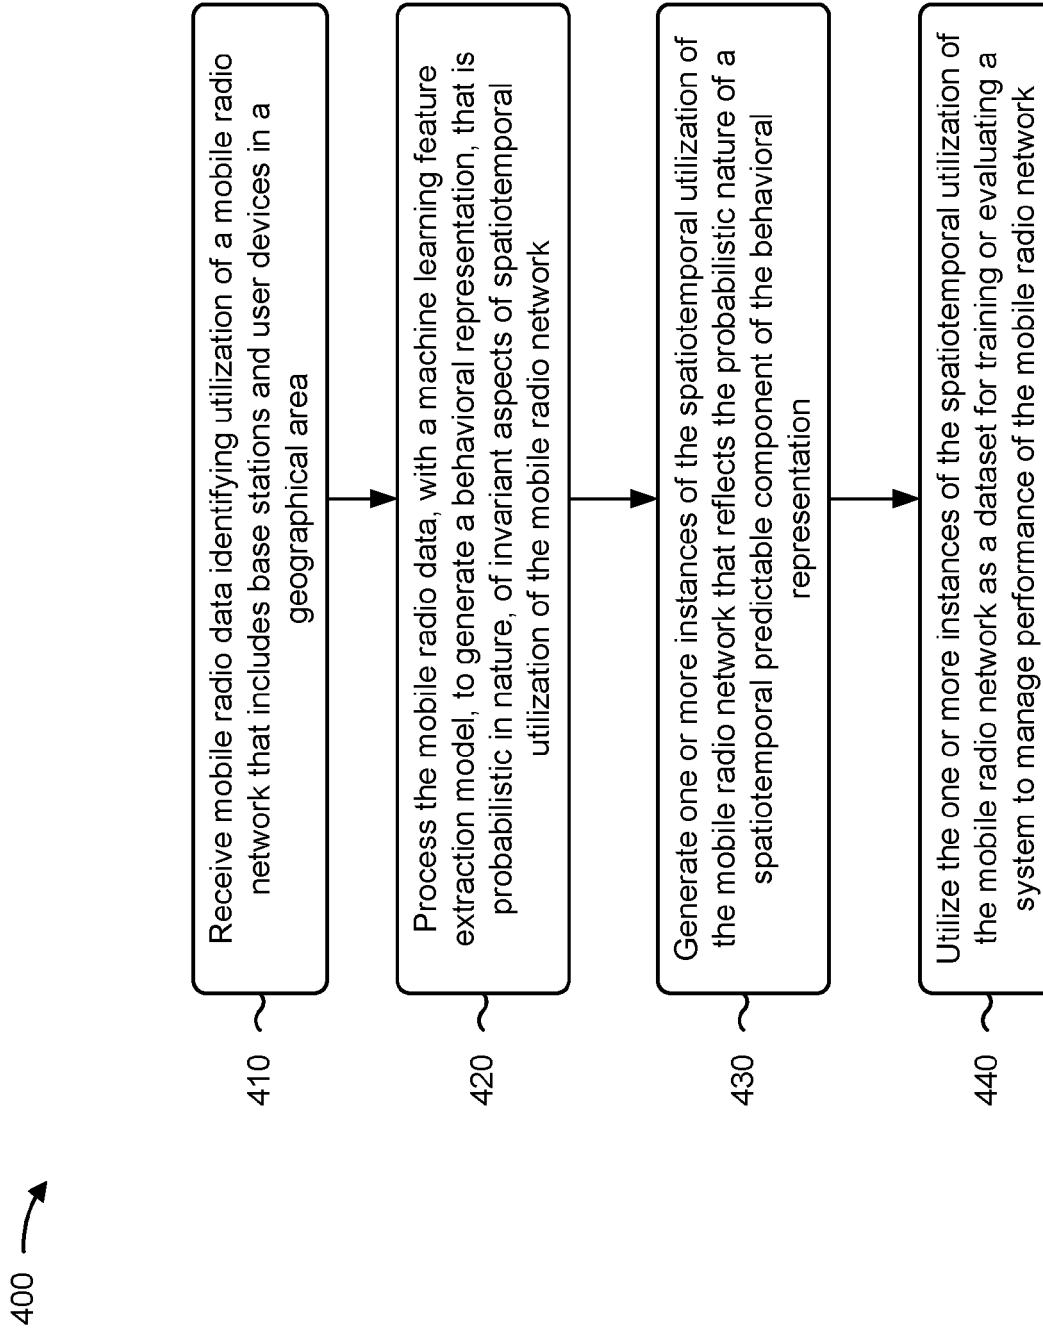 400
410
Receive mobile radio data identifying utilization of a mobile radio
network that includes base stations and user devices in a
geographical area
420
Process the mobile radio data, with a machine learning feature
extraction model, to generate a behavioral representation, that is
probabilistic in nature, of invariant aspects of spatiotemporal
utilization of the mobile radio network
430
Generate one or more instances of the spatiotemporal utilization of
the mobile radio network that reflects the probabilistic nature of a
spatiotemporal predictable component of the behavioral
representation
440
Utilize the one or more instances of the spatiotemporal utilization of
the mobile radio network as a dataset for training or evaluating a
system to manage performance of the mobile radio network